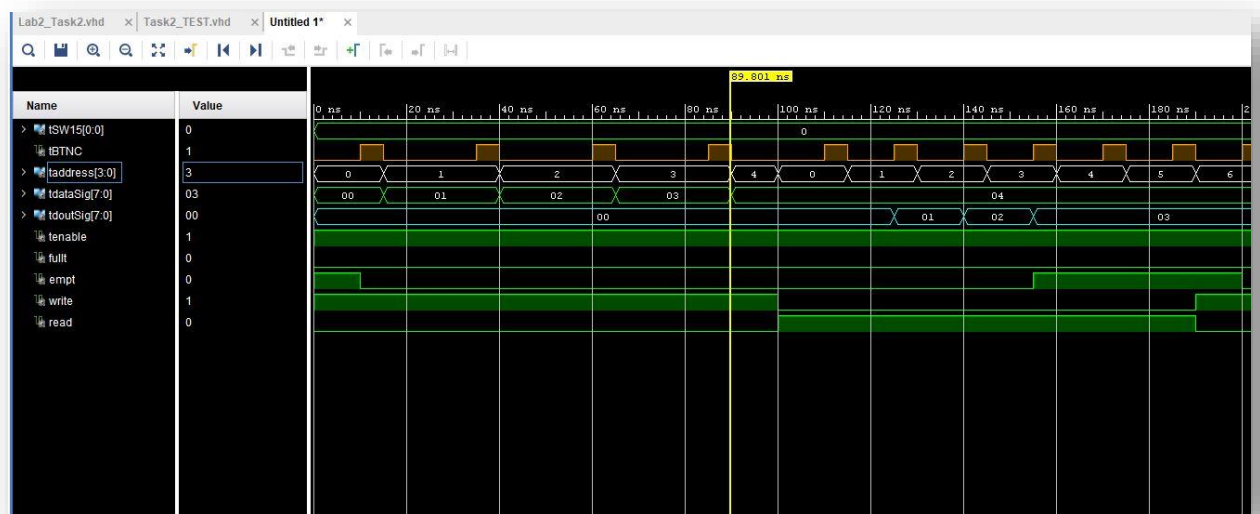 Lab2_Task2.vhd × Task2_TEST.vhd × Untitled 1* ×
89.801 ns
Name Value
0 ns 20 ns 40 ns 60 ns 80 ns 100 ns 120 ns 140 ns 160 ns 180 ns 2
tSW15[0:0] 0 0
tBTNC 1
taddress[3:0] 3 0 1 2 3 4 0 1 2 3 4 5 6
tdataSig[7:0] 03 00 01 02 03 04
tdoutSig[7:0] 00 00 01 02 03
tenable 1
fullt 0
empt 0
write 1
read 0